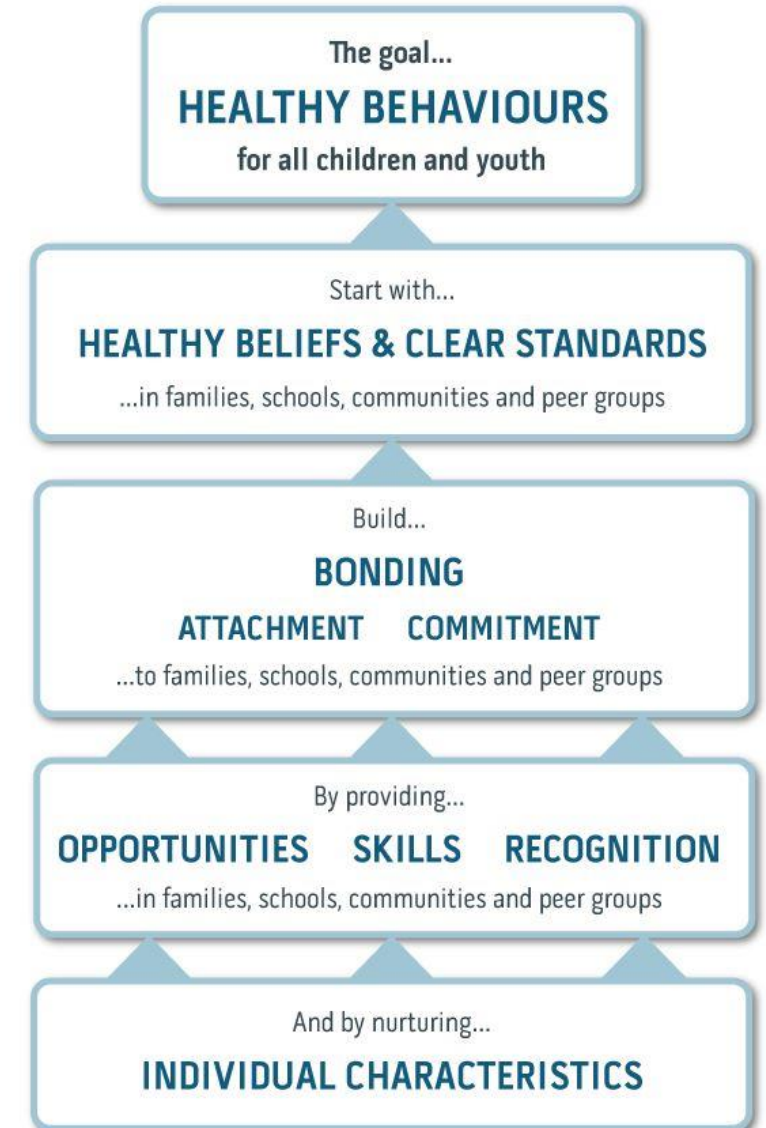 The goal...
HEALTHY BEHAVIOURS
for all children and youth
Start with...
HEALTHY BELIEFS & CLEAR STANDARDS
...in families, schools, communities and peer groups
Build...
BONDING
ATTACHMENT COMMITMENT
...to families, schools, communities and peer groups
By providing...
OPPORTUNITIES SKILLS RECOGNITION
...in families, schools, communities and peer groups
And by nurturing...
INDIVIDUAL CHARACTERISTICS